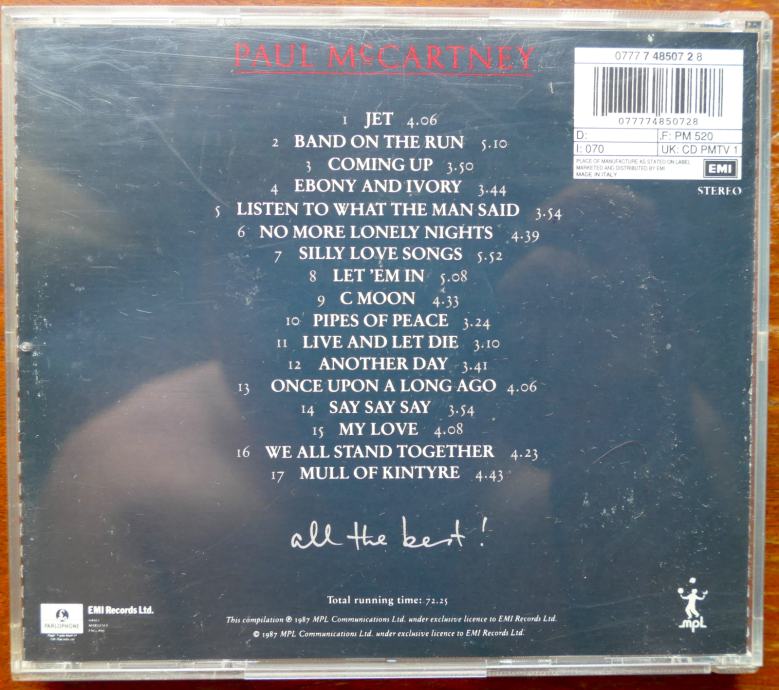 PAUL McCARTNEY
0777 7 48507 2 8
077774850728
D: F: PM 520
I: 070 UK: CD PMTV 1
PLACE OF MANUFACTURE AS STATED ON LABEL
MARKETED AND DISTRIBUTED BY EMI
MADE IN ITALY
EMI
STEREO
1 JET 4.06
2 BAND ON THE RUN 5.10
3 COMING UP 3.50
4 EBONY AND IVORY 3.44
5 LISTEN TO WHAT THE MAN SAID 3.54
6 NO MORE LONELY NIGHTS 4.39
7 SILLY LOVE SONGS 5.52
8 LET 'EM IN 5.08
9 C MOON 4.33
10 PIPES OF PEACE 3.24
11 LIVE AND LET DIE 3.10
12 ANOTHER DAY 3.41
13 ONCE UPON A LONG AGO 4.06
14 SAY SAY SAY 3.54
15 MY LOVE 4.08
16 WE ALL STAND TOGETHER 4.23
17 MULL OF KINTYRE 4.43
all the best!
Total running time: 72.25
This compilation ℗ 1987 MPL Communications Ltd. under exclusive licence to EMI Records Ltd.
© 1987 MPL Communications Ltd. under exclusive licence to EMI Records Ltd.
PARLOPHONE
EMI Records Ltd.
MPL